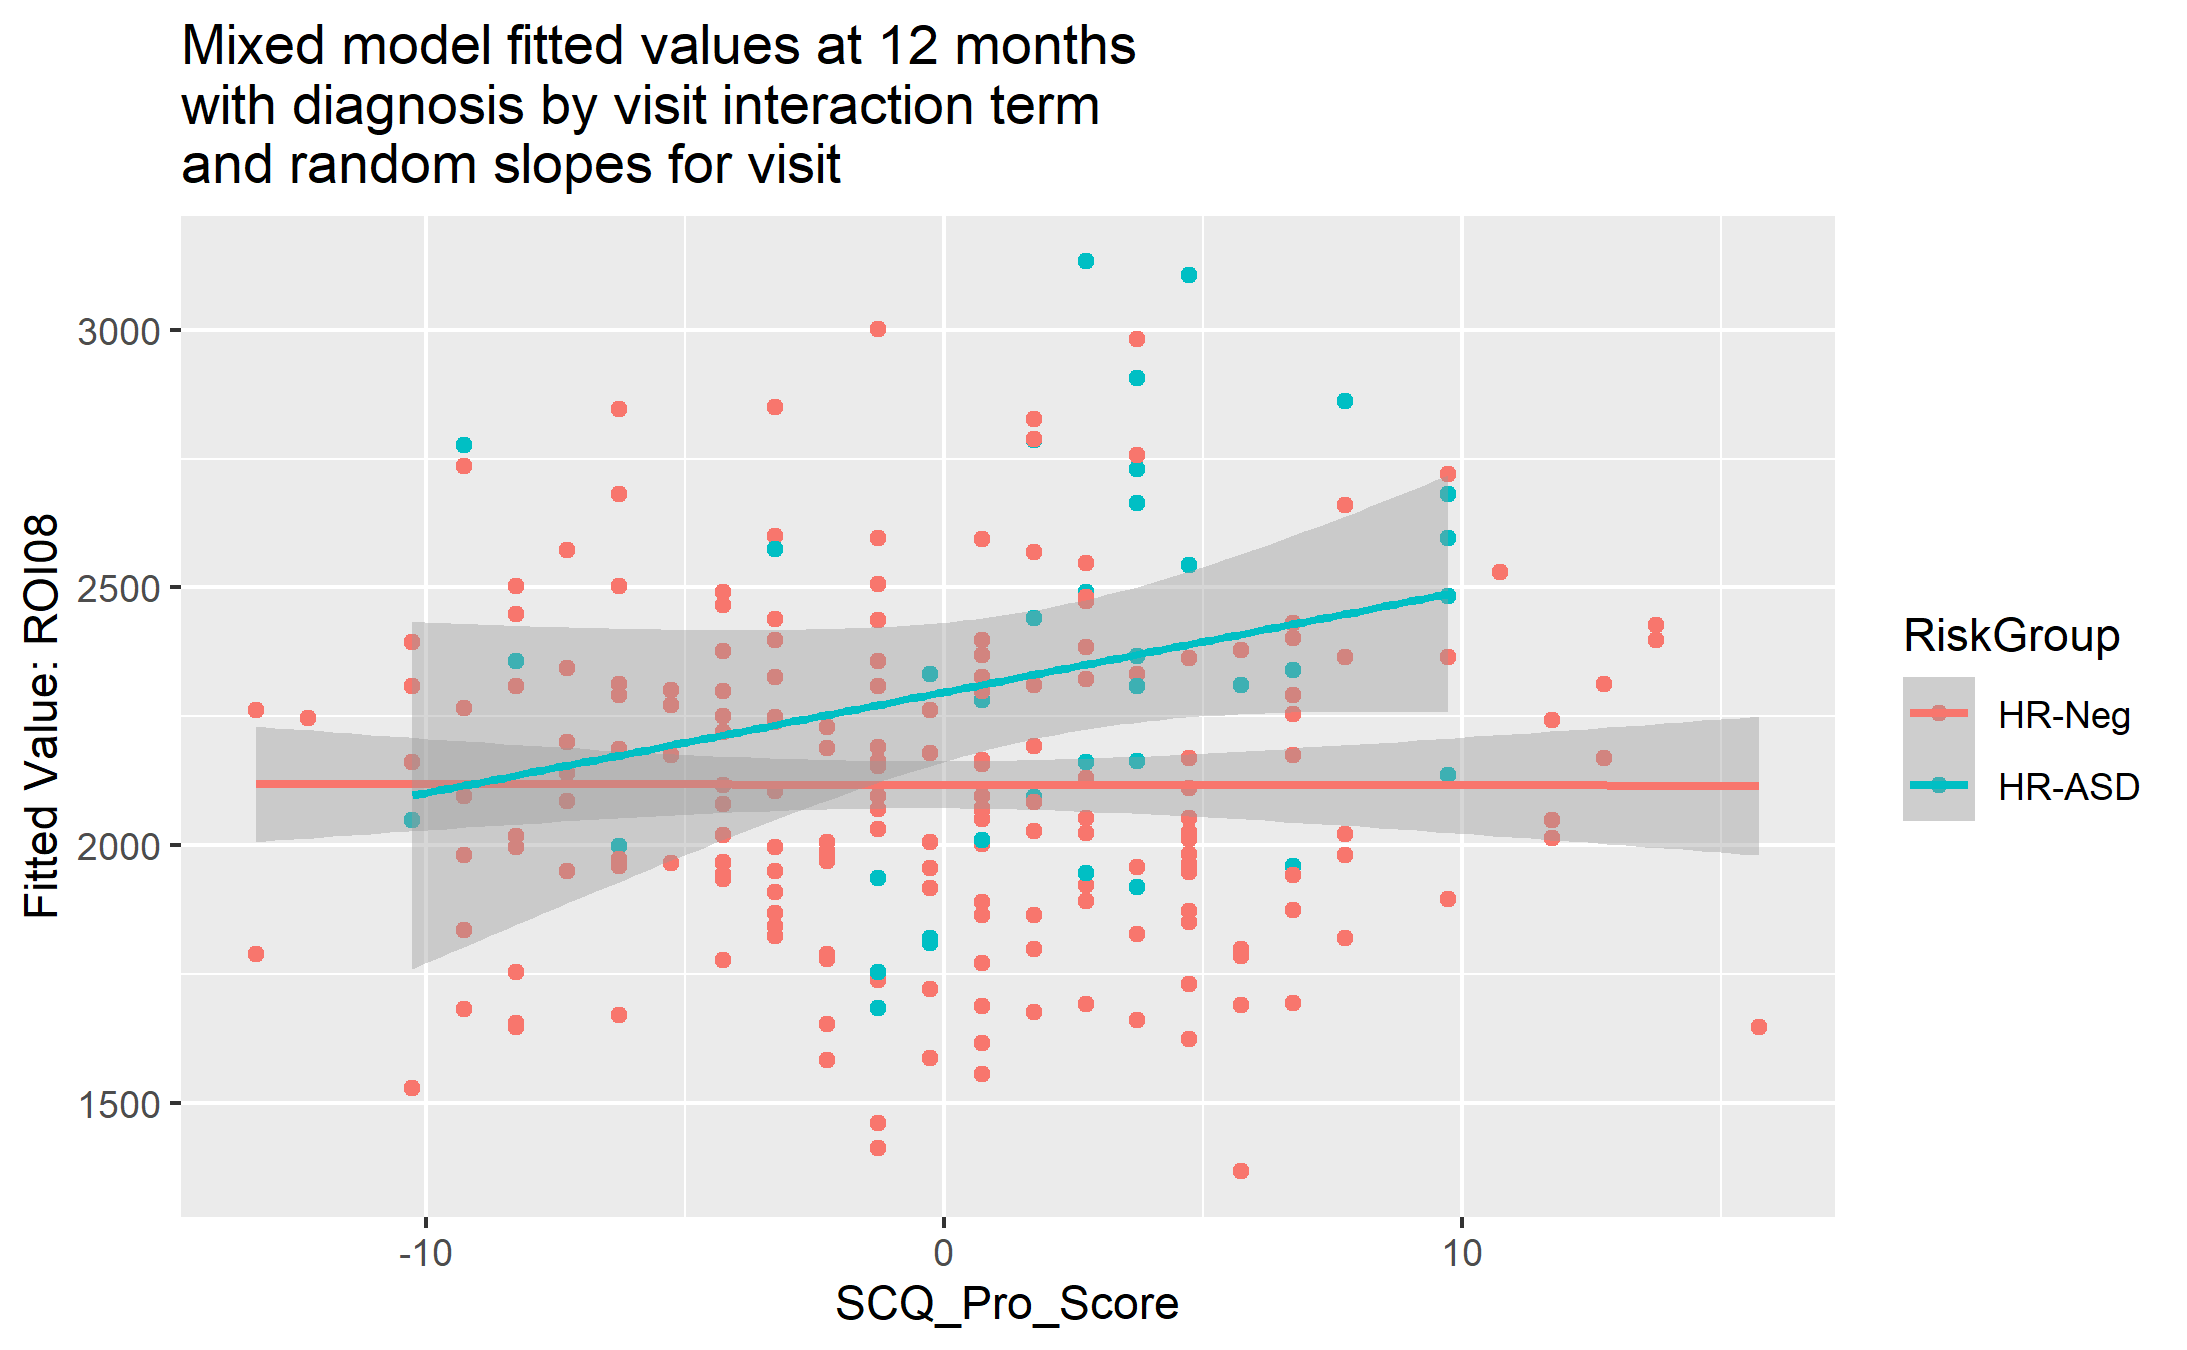 Mixed model fitted values at 12 months
with diagnosis by visit interaction term
and random slopes for visit
3000
2500
2000
1500
Fitted Value: ROI08
-10
0
10
SCQ_Pro_Score
RiskGroup
HR-Neg
HR-ASD